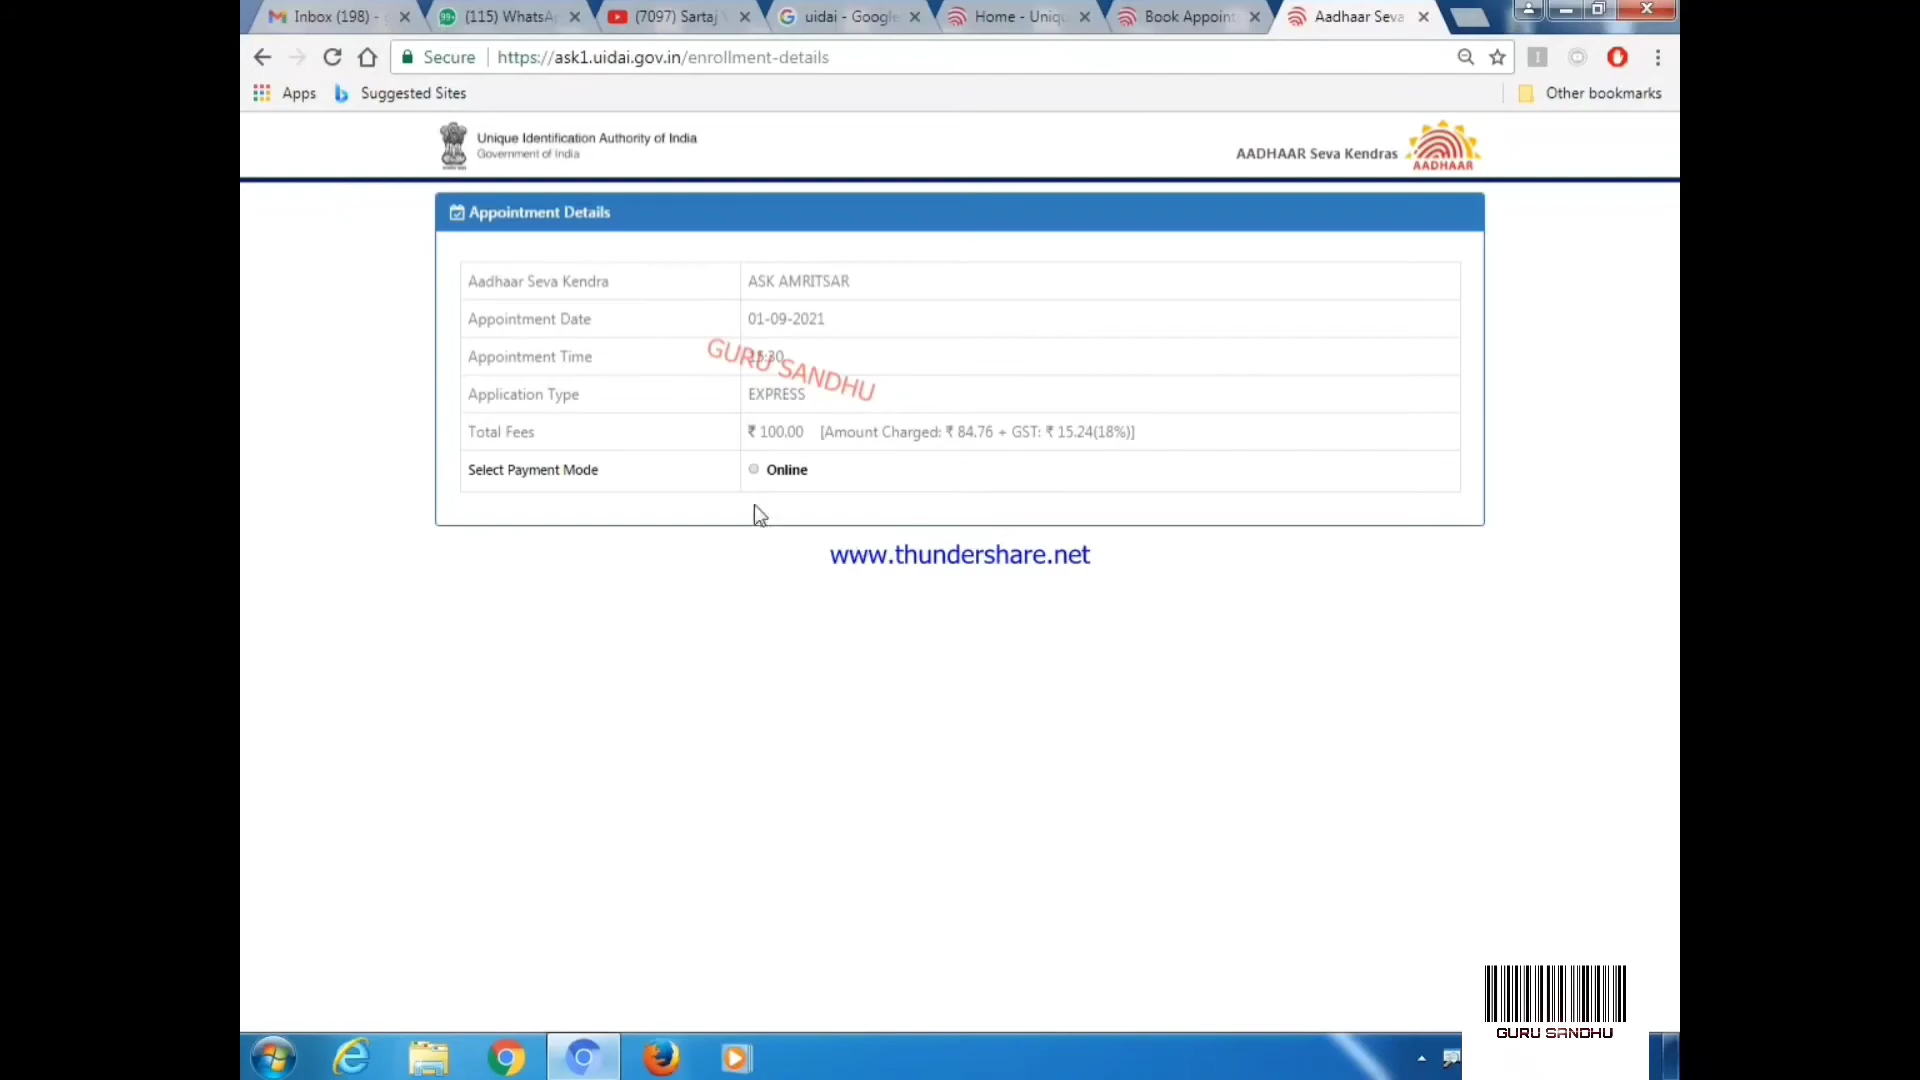 Inbox (198) -
99+ (115) WhatsA
(7097) Sartaj
uidai - Google
Home - Uniq
Book Appoint
Aadhaar Seva
Secure https://ask1.uidai.gov.in/enrollment-details
Apps Suggested Sites Other bookmarks
Unique Identification Authority of India
Government of India
AADHAAR Seva Kendras AADHAAR
Appointment Details
Aadhaar Seva Kendra ASK AMRITSAR
Appointment Date 01-09-2021
Appointment Time
GURU SANDHU
Application Type EXPRESS
Total Fees ₹ 100.00 [Amount Charged: ₹ 84.76 + GST: ₹ 15.24(18%)]
Select Payment Mode Online
www.thundershare.net
GURU SANDHU